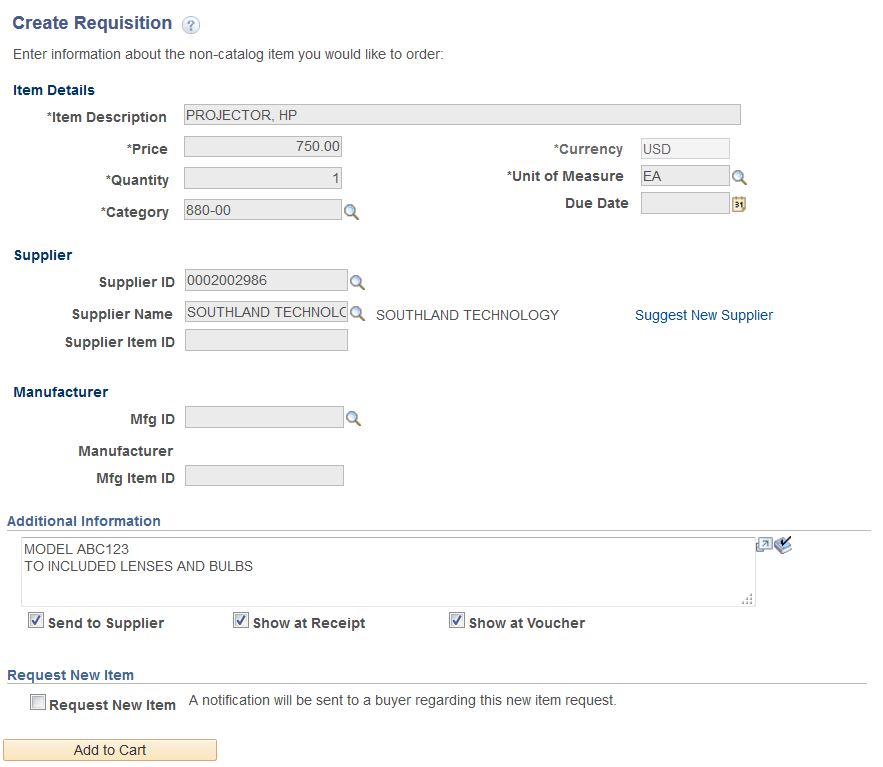 Create Requisition ?
Enter information about the non-catalog item you would like to order:
Item Details
*Item Description PROJECTOR, HP
*Price 750.00 *Currency USD
*Quantity 1 *Unit of Measure EA
*Category 880-00 Due Date 31
Supplier
Supplier ID 0002002986
Supplier Name SOUTHLAND TECHNOLC SOUTHLAND TECHNOLOGY Suggest New Supplier
Supplier Item ID
Manufacturer
Mfg ID
Manufacturer
Mfg Item ID
Additional Information
MODEL ABC123
TO INCLUDED LENSES AND BULBS
Send to Supplier Show at Receipt Show at Voucher
Request New Item
Request New Item A notification will be sent to a buyer regarding this new item request.
Add to Cart